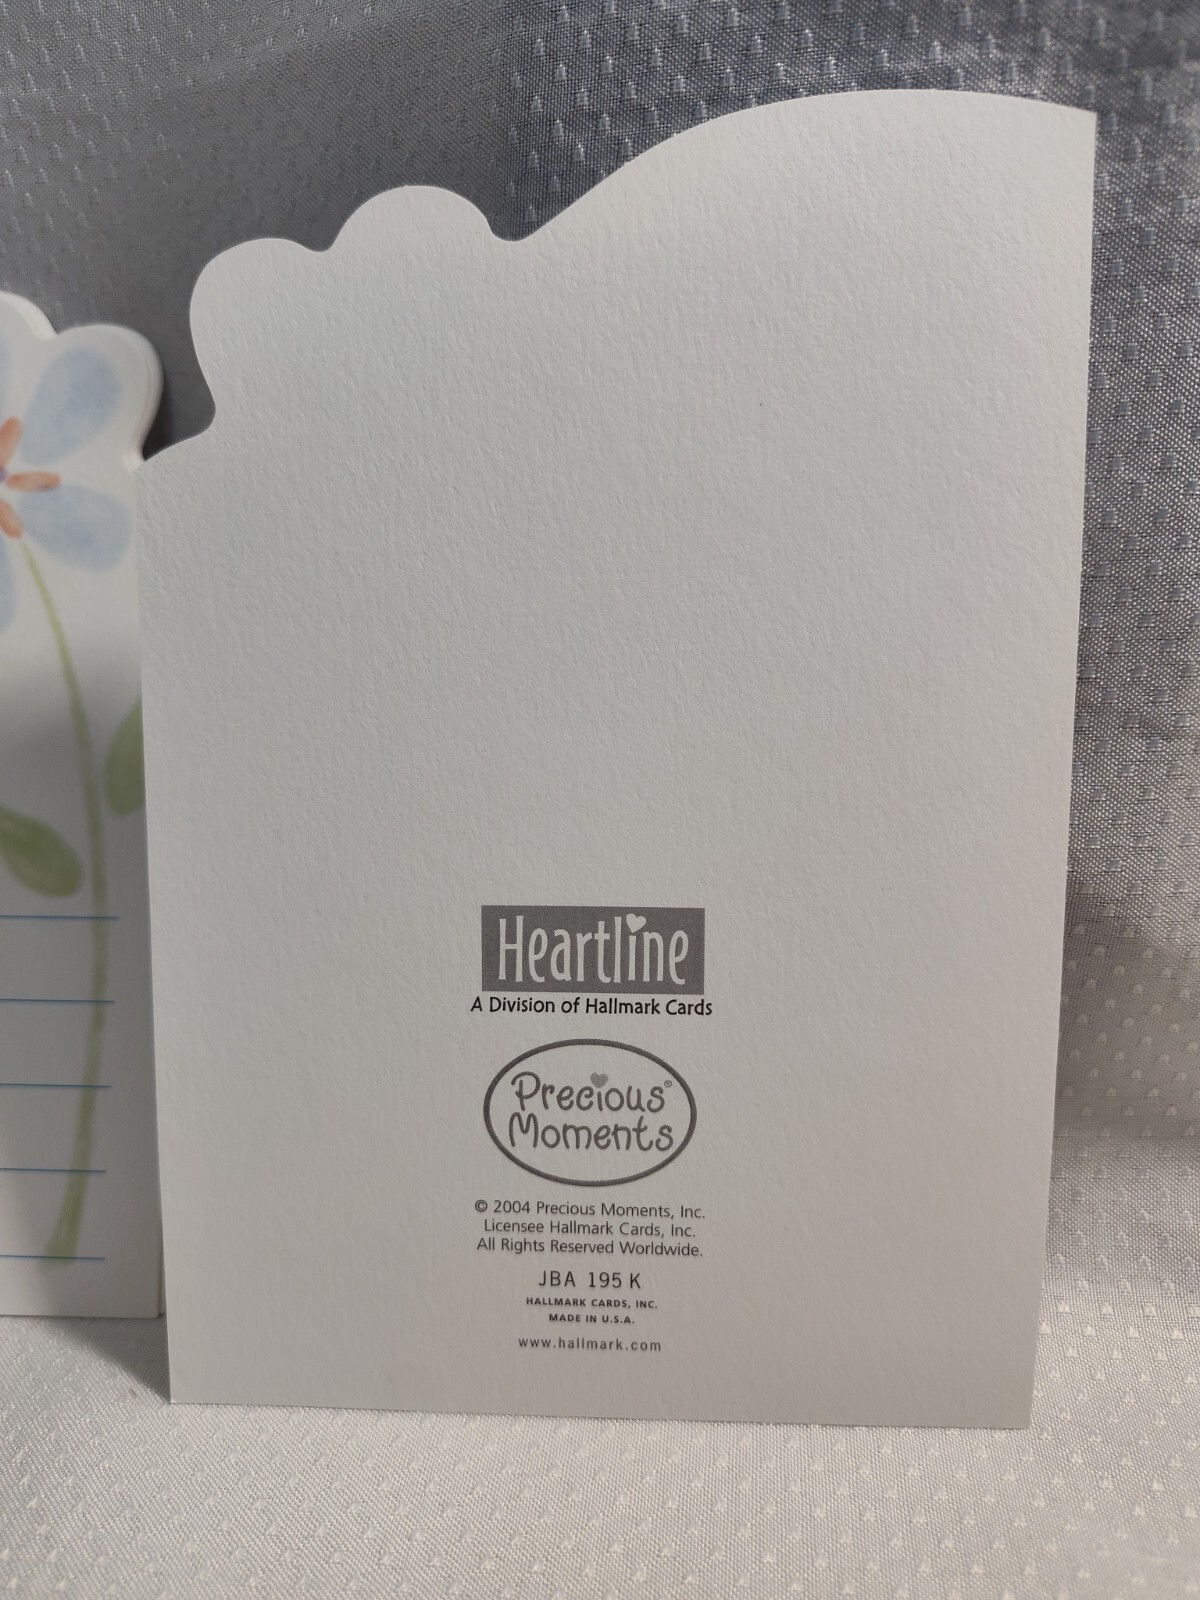 Heartline
A Division of Hallmark Cards
Precious®
Moments
© 2004 Precious Moments, Inc.
Licensee Hallmark Cards, Inc.
All Rights Reserved Worldwide.
JBA 195 K
HALLMARK CARDS, INC.
MADE IN U.S.A.
www.hallmark.com